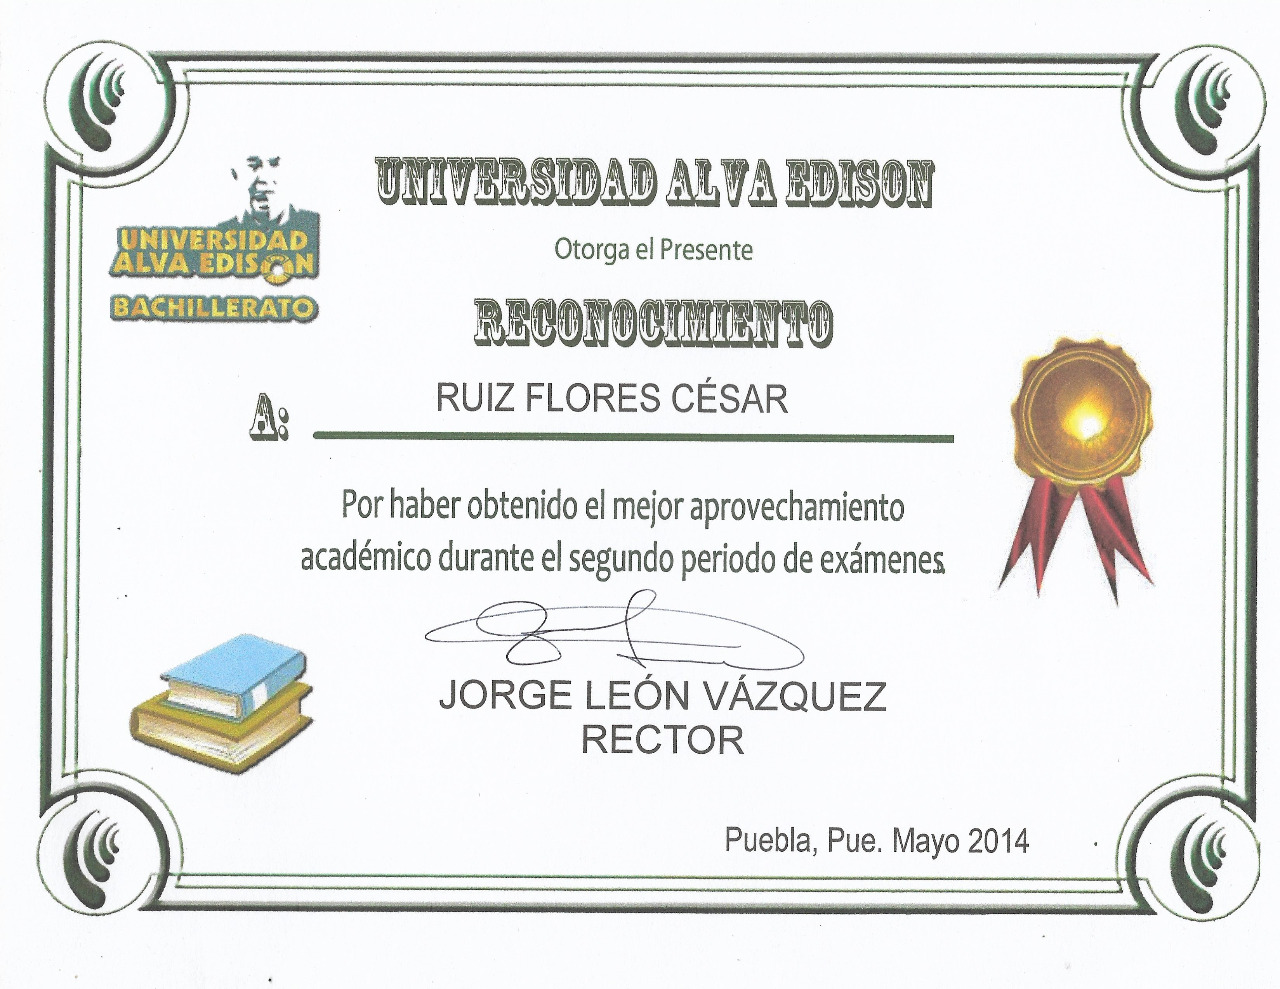 UNIVERSIDAD
ALVA EDISON
BACHILLERATO
UNIVERSIDAD ALVA EDISON
Otorga el Presente
RECONOCIMIENTO
RUIZ FLORES CÉSAR
A:
Por haber obtenido el mejor aprovechamiento
académico durante el segundo periodo de exámenes.
JORGE LEÓN VÁZQUEZ
RECTOR
Puebla, Pue. Mayo 2014